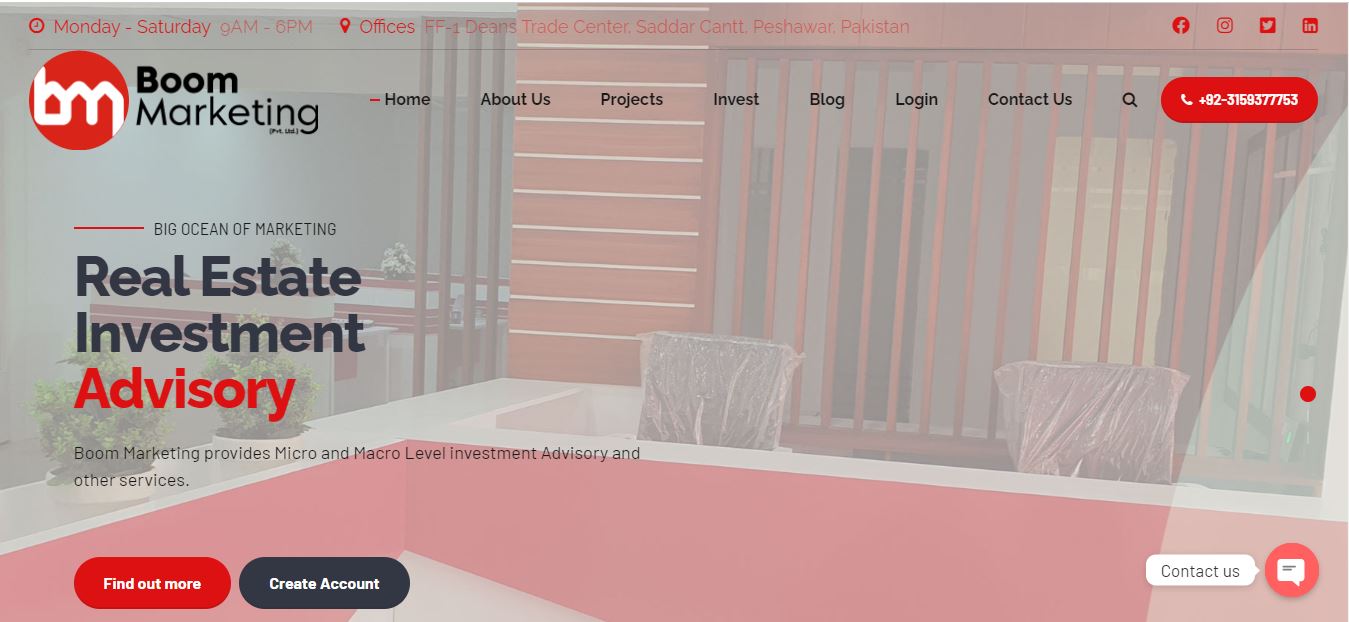 Monday - Saturday 9AM - 6PM Offices FF-1 Deans Trade Center, Saddar Cantt, Peshawar, Pakistan
bm Boom
Marketing
(Pvt. Ltd.)
Home About Us Projects Invest Blog Login Contact Us +92-3159377753
BIG OCEAN OF MARKETING
Real Estate
Investment
Advisory
Boom Marketing provides Micro and Macro Level investment Advisory and
other services.
Find out more Create Account
Contact us